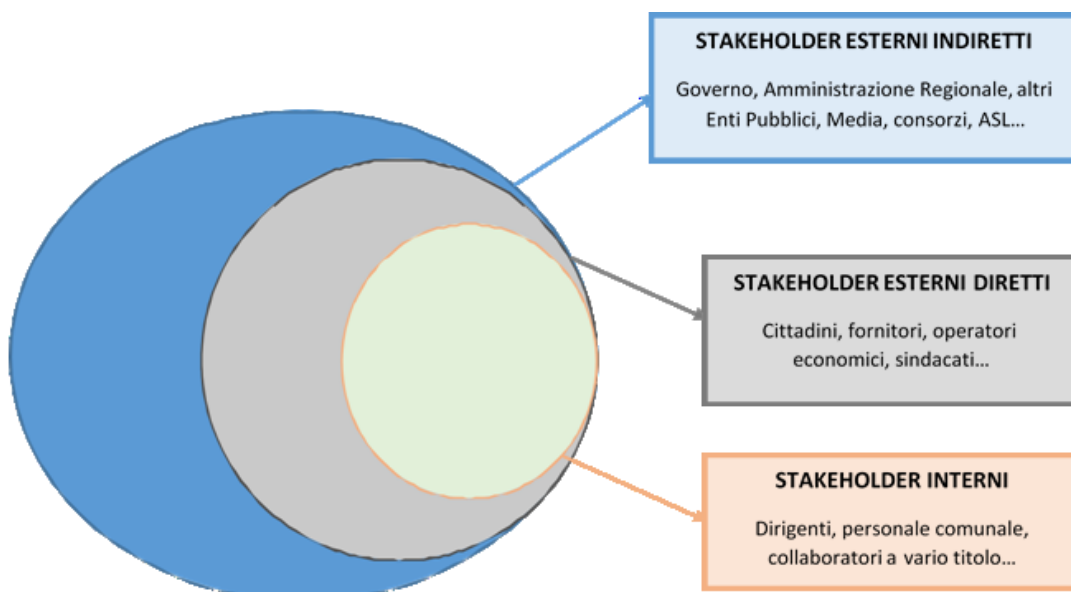 STAKEHOLDER ESTERNI INDIRETTI
Governo, Amministrazione Regionale, altri
Enti Pubblici, Media, consorzi, ASL...
STAKEHOLDER ESTERNI DIRETTI
Cittadini, fornitori, operatori
economici, sindacati...
STAKEHOLDER INTERNI
Dirigenti, personale comunale,
collaboratori a vario titolo...